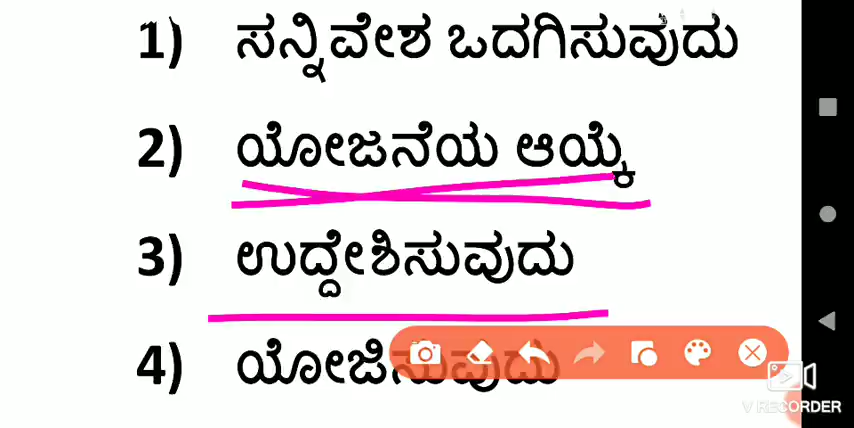 1) ಸನ್ನಿವೇಶ ಒದಗಿಸುವುದು
2) ಯೋಜನೆಯ ಆಯ್ಕೆ
3) ಉದ್ದೇಶಿಸುವುದು
4) ಯೋಜಿಸುವುದು
V RECORDER